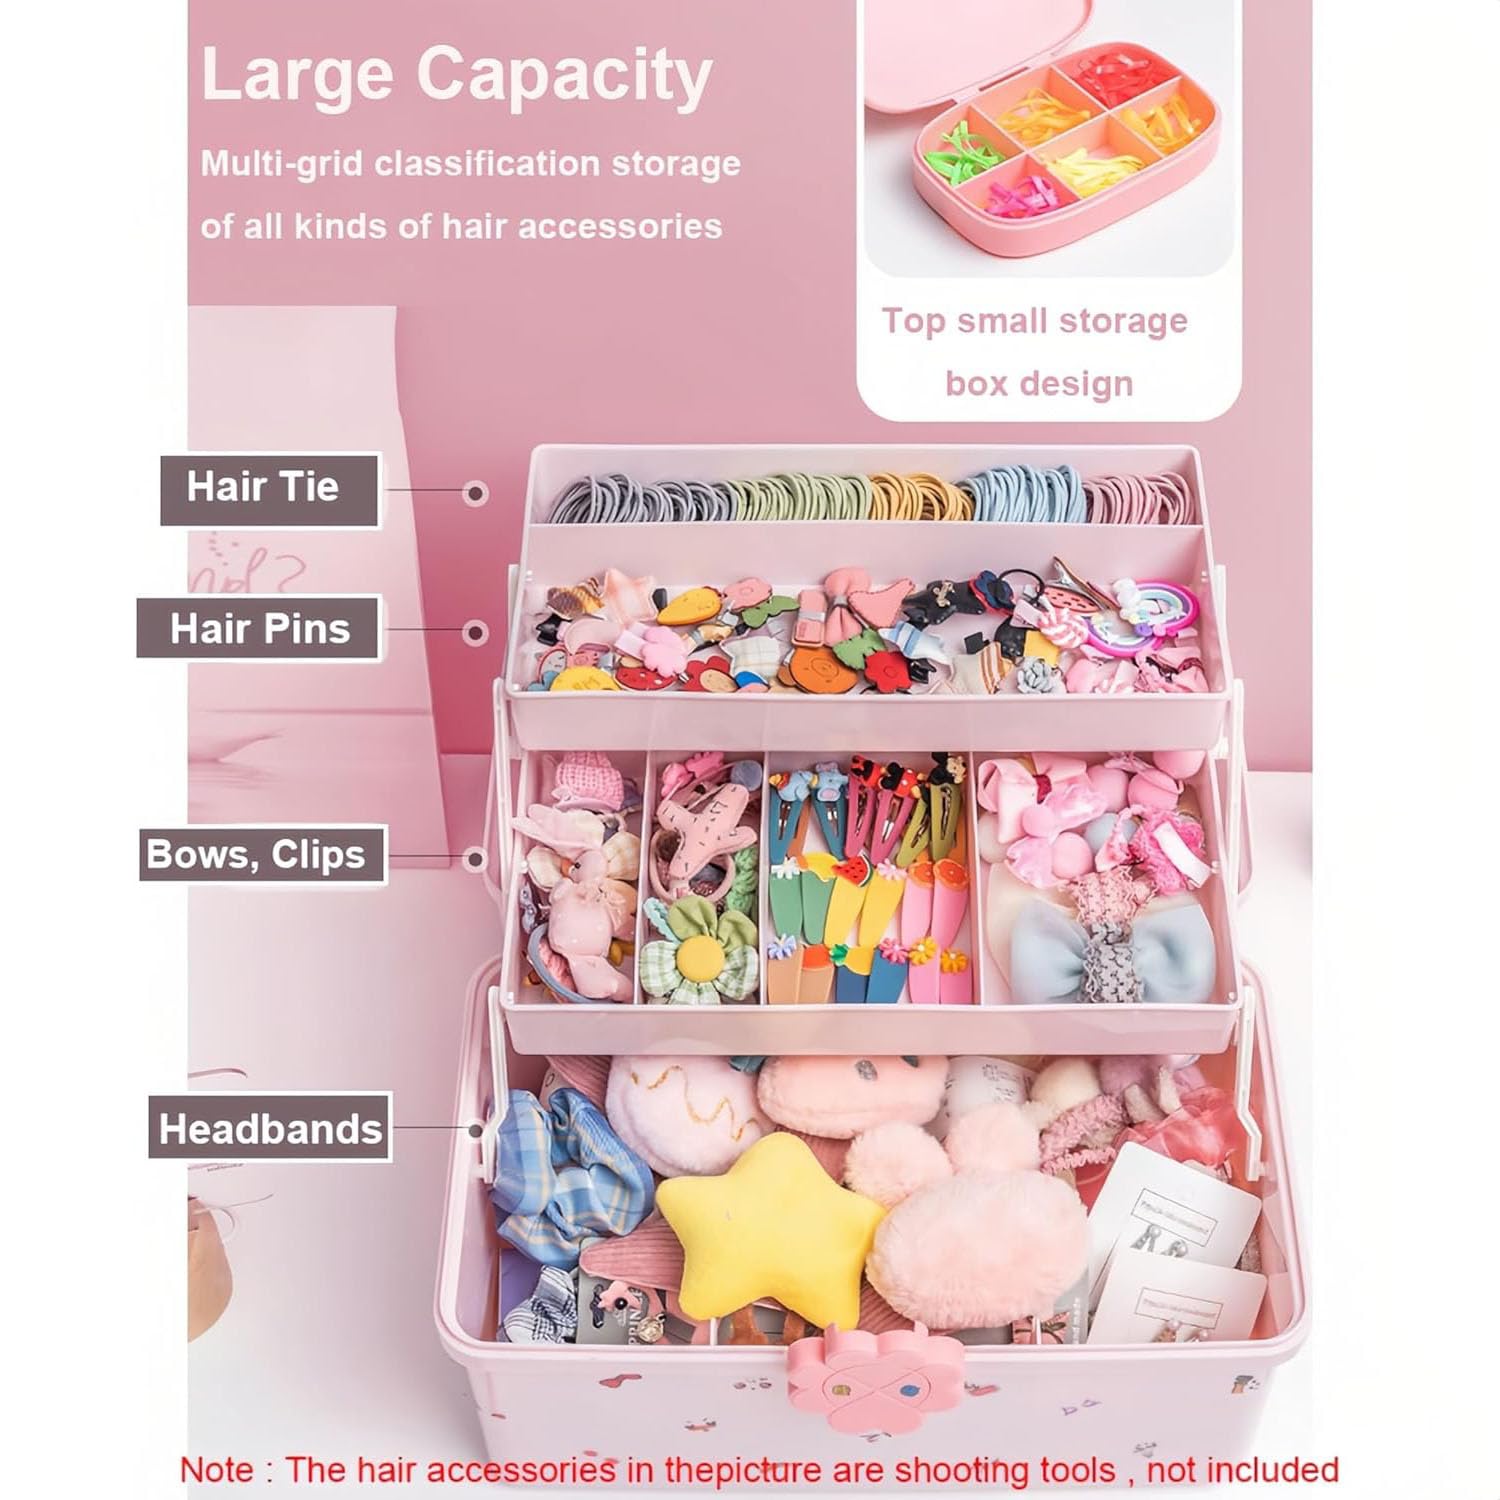 Large Capacity
Multi-grid classification storage
of all kinds of hair accessories
Top small storage
box design
Hair Tie
Hair Pins
Bows, Clips
Headbands
Note : The hair accessories in thepicture are shooting tools , not included